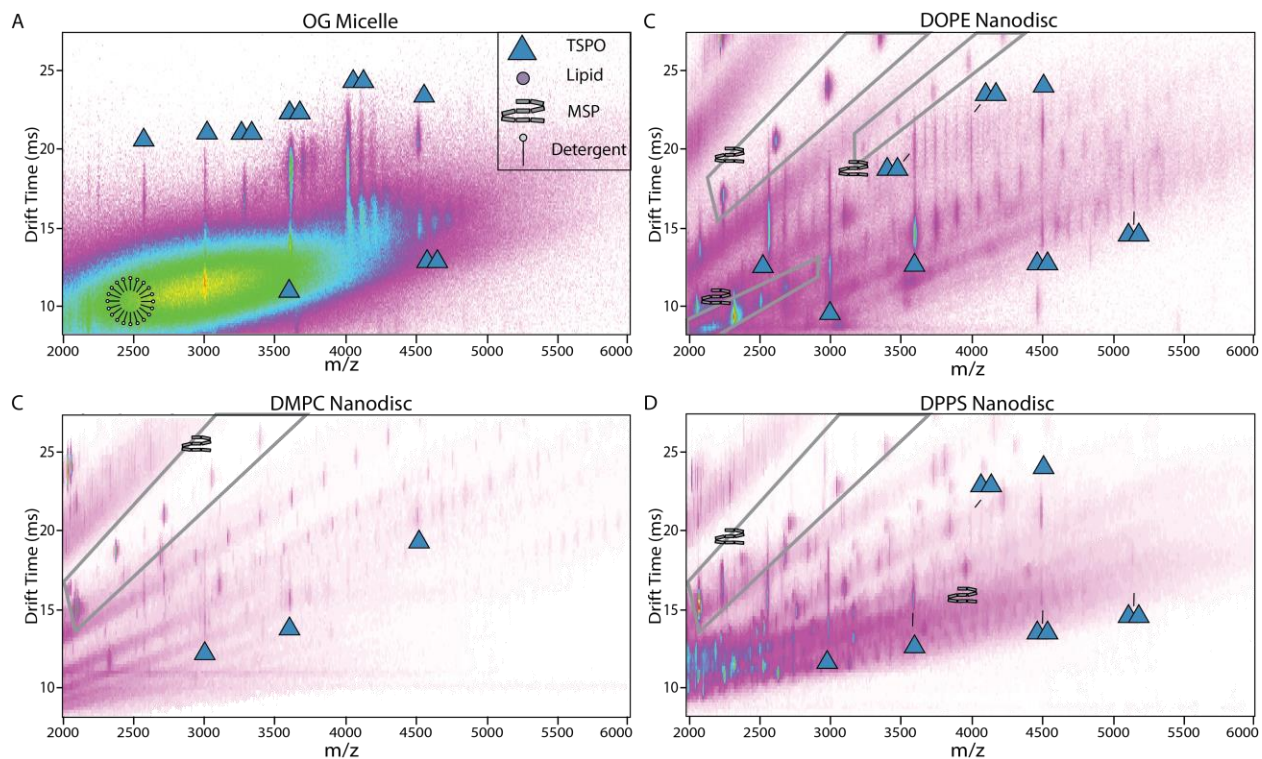 A
OG Micelle
TSPO
Lipid
MSP
Detergent
Drift Time (ms)
25
20
15
10
2000 2500 3000 3500 4000 4500 5000 5500 6000
m/z
C
DOPE Nanodisc
Drift Time (ms)
25
20
15
10
2000 2500 3000 3500 4000 4500 5000 5500 6000
m/z
C
DMPC Nanodisc
Drift Time (ms)
25
20
15
10
2000 2500 3000 3500 4000 4500 5000 5500 6000
m/z
D
DPPS Nanodisc
Drift Time (ms)
25
20
15
10
2000 2500 3000 3500 4000 4500 5000 5500 6000
m/z